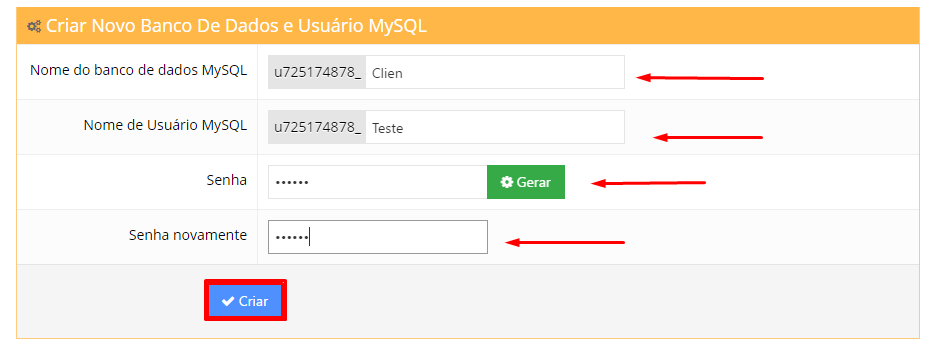 Criar Novo Banco De Dados e Usuário MySQL
Nome do banco de dados MySQL u725174878_ Clien
Nome de Usuário MySQL u725174878_ Teste
Senha •••••• Gerar
Senha novamente ••••••
Criar